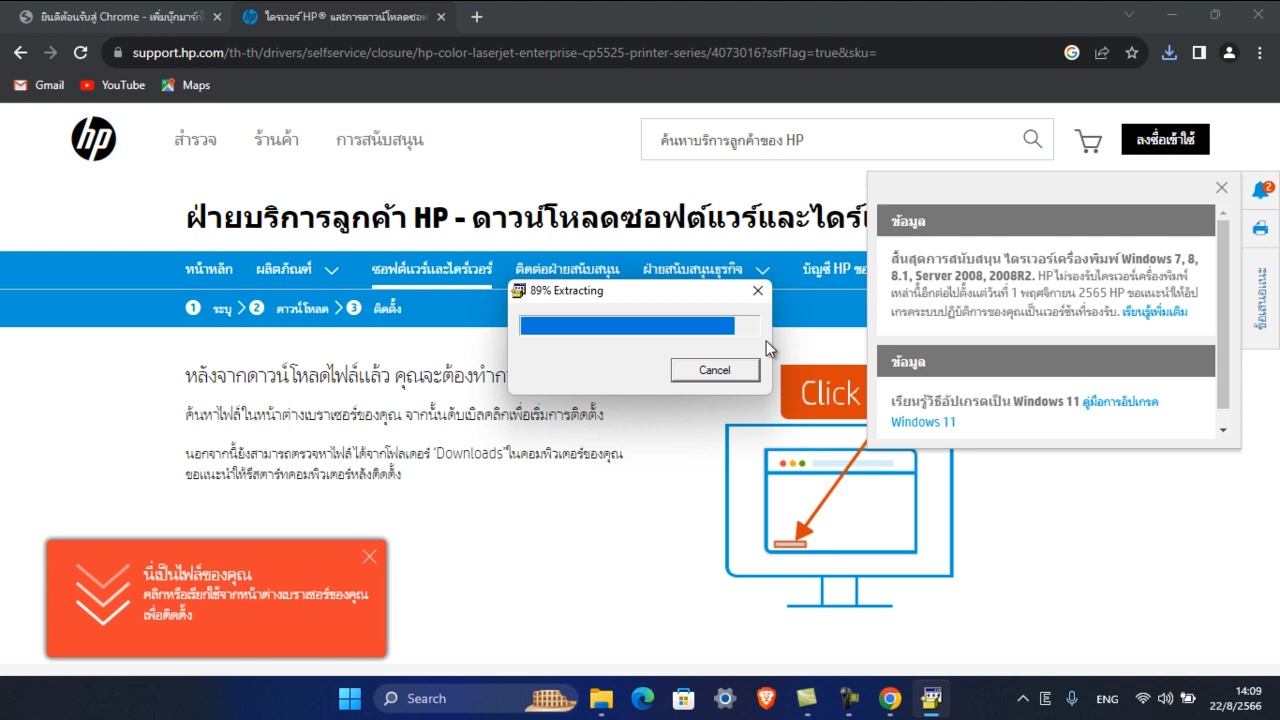 ยินดีต้อนรับสู่ Chrome - เพิ่มบุ๊กมาร์ก
ไดรเวอร์ HP® และการดาวน์โหลดซอฟ
support.hp.com/th-th/drivers/selfservice/closure/hp-color-laserjet-enterprise-cp5525-printer-series/4073016?ssfFlag=true&sku=
Gmail YouTube Maps
hp สำรวจ ร้านค้า การสนับสนุน ค้นหาบริการลูกค้าของ HP ลงชื่อเข้าใช้
2
ฝ่ายบริการลูกค้า HP - ดาวน์โหลดซอฟต์แวร์และไดร์
หน้าหลัก ผลิตภัณฑ์ ซอฟต์แวร์และไดร์เวอร์ ติดต่อฝ่ายสนับสนุน ฝ่ายสนับสนุนธุรกิจ บัญชี HP ขอ
1 ระบุ 2 ดาวน์โหลด 3 ติดตั้ง
89% Extracting
Cancel
ข้อมูล
สิ้นสุดการสนับสนุน ไดรเวอร์เครื่องพิมพ์ Windows 7, 8,
8.1, Server 2008, 2008R2. HP ไม่รองรับไดรเวอร์เครื่องพิมพ์
เหล่านี้อีกต่อไปตั้งแต่วันที่ 1 พฤศจิกายน 2565 HP ขอแนะนำให้อัป
เกรดระบบปฏิบัติการของคุณเป็นเวอร์ชันที่รองรับ. เรียนรู้เพิ่มเติม
ข้อมูล
เรียนรู้วิธีอัปเกรดเป็น Windows 11 คู่มือการอัปเกรด
Windows 11
ข้อเสนอแนะ
หลังจากดาวน์โหลดไฟล์แล้ว คุณจะต้องทำกา
ค้นหาไฟล์ในหน้าต่างเบราเซอร์ของคุณ จากนั้นดับเบิลคลิกเพื่อเริ่มการติดตั้ง
นอกจากนี้ยังสามารถตรวจหาไฟล์ได้จากโฟลเดอร์ 'Downloads' ในคอมพิวเตอร์ของคุณ
ขอแนะนำให้รีสตาร์ทคอมพิวเตอร์หลังติดตั้ง
Click
นี่เป็นไฟล์ของคุณ
คลิกหรือเรียกใช้จากหน้าต่างเบราเซอร์ของคุณ
เพื่อติดตั้ง
Search
ENG
14:09
22/8/2566